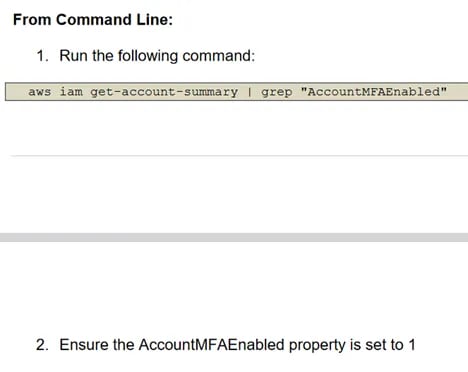 From Command Line:
1. Run the following command:
aws iam get-account-summary | grep "AccountMFAEnabled"
2. Ensure the AccountMFAEnabled property is set to 1